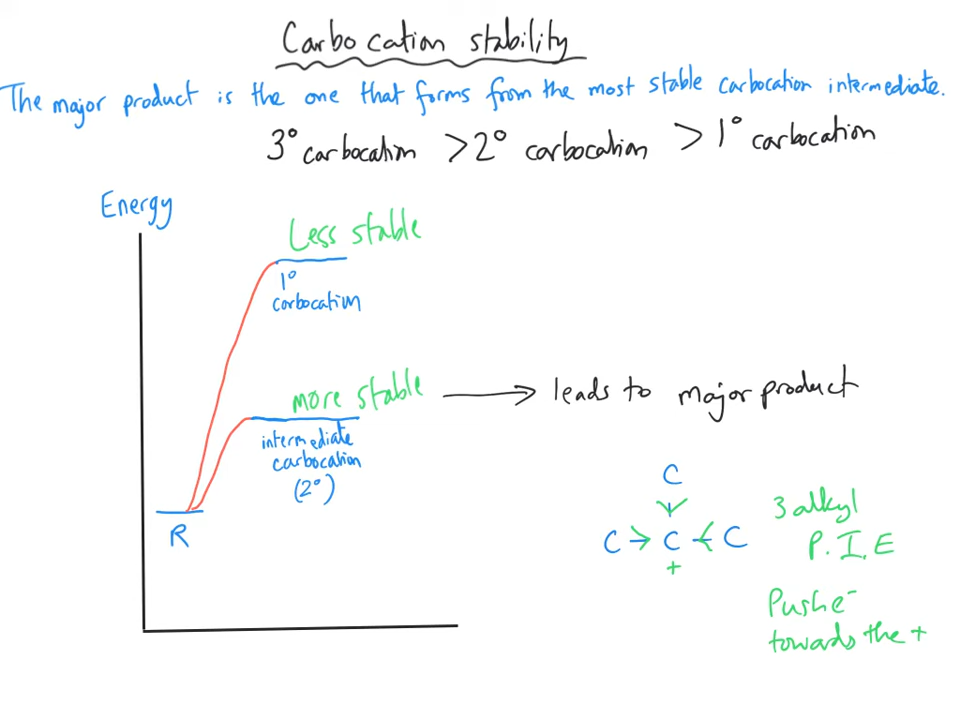 Carbocation stability
The major product is the one that forms from the most stable carbocation intermediate.
3° carbocation > 2° carbocation > 1° carbocation
Energy
Less stable
1°
carbocation
more stable → leads to major product
intermediate
carbocation
(2°)
R
C
C > C < C
+
3 alkyl
P.I.E
Push e⁻
towards the +